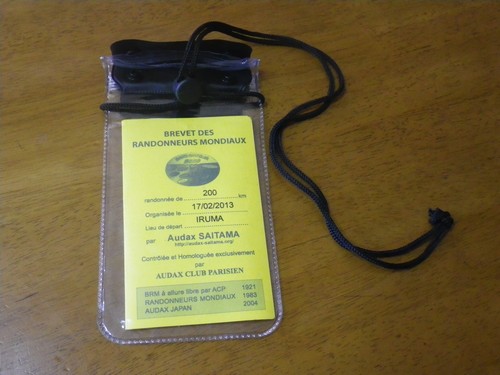 BREVET DES
RANDONNEURS MONDIAUX
randonnée de 200 km
Organisée le 17/02/2013
Lieu de départ IRUMA
par Audax SAITAMA
http://audax-saitama.org/
Contrôlée et Homologuée exclusivement
par
AUDAX CLUB PARISIEN
BRM à allure libre par ACP 1921
RANDONNEURS MONDIAUX 1983
AUDAX JAPAN 2004